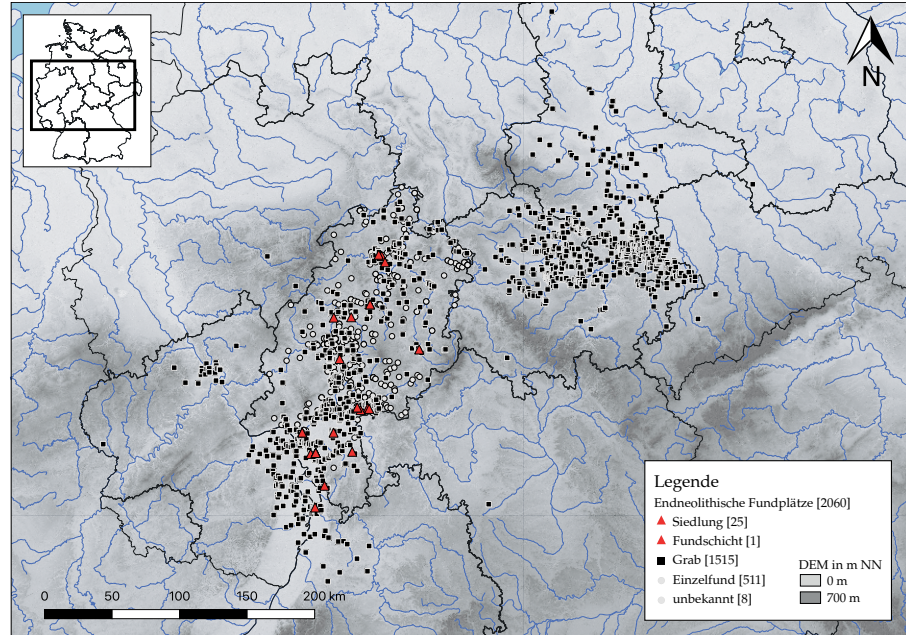 N
Legende
Endneolithische Fundplätze [2060]
Siedlung [25]
Fundschicht [1]
Grab [1515]
Einzelfund [511]
unbekannt [8]
DEM in m NN
0 m
700 m
0 50 100 150 200 km